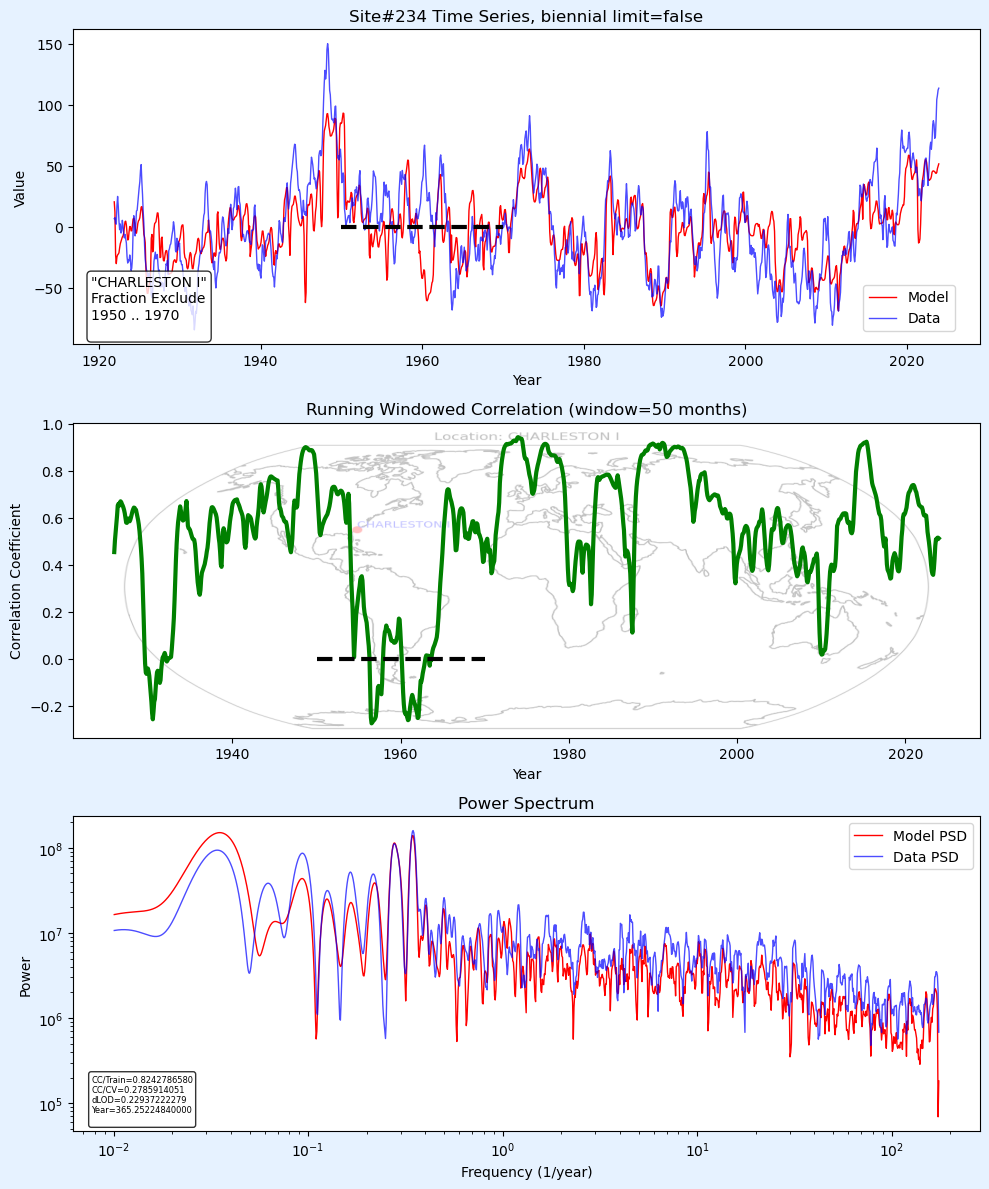 Site#234 Time Series, biennial limit=false
150
100
50
0
−50
Value
"CHARLESTON I"
Fraction Exclude
1950 .. 1970
Model
Data
1920
1940
1960
1980
2000
2020
Year
Running Windowed Correlation (window=50 months)
Location: CHARLESTON I
1.0
0.8
0.6
0.4
0.2
0.0
−0.2
Correlation Coefficient
CHARLESTON I
1940
1960
1980
2000
2020
Year
Power Spectrum
10⁸
10⁷
10⁶
10⁵
Power
Model PSD
Data PSD
CC/Train=0.8242786580
CC/CV=0.2785914051
dLOD=0.22937222279
Year=365.25224840000
10⁻²
10⁻¹
10⁰
10¹
10²
Frequency (1/year)